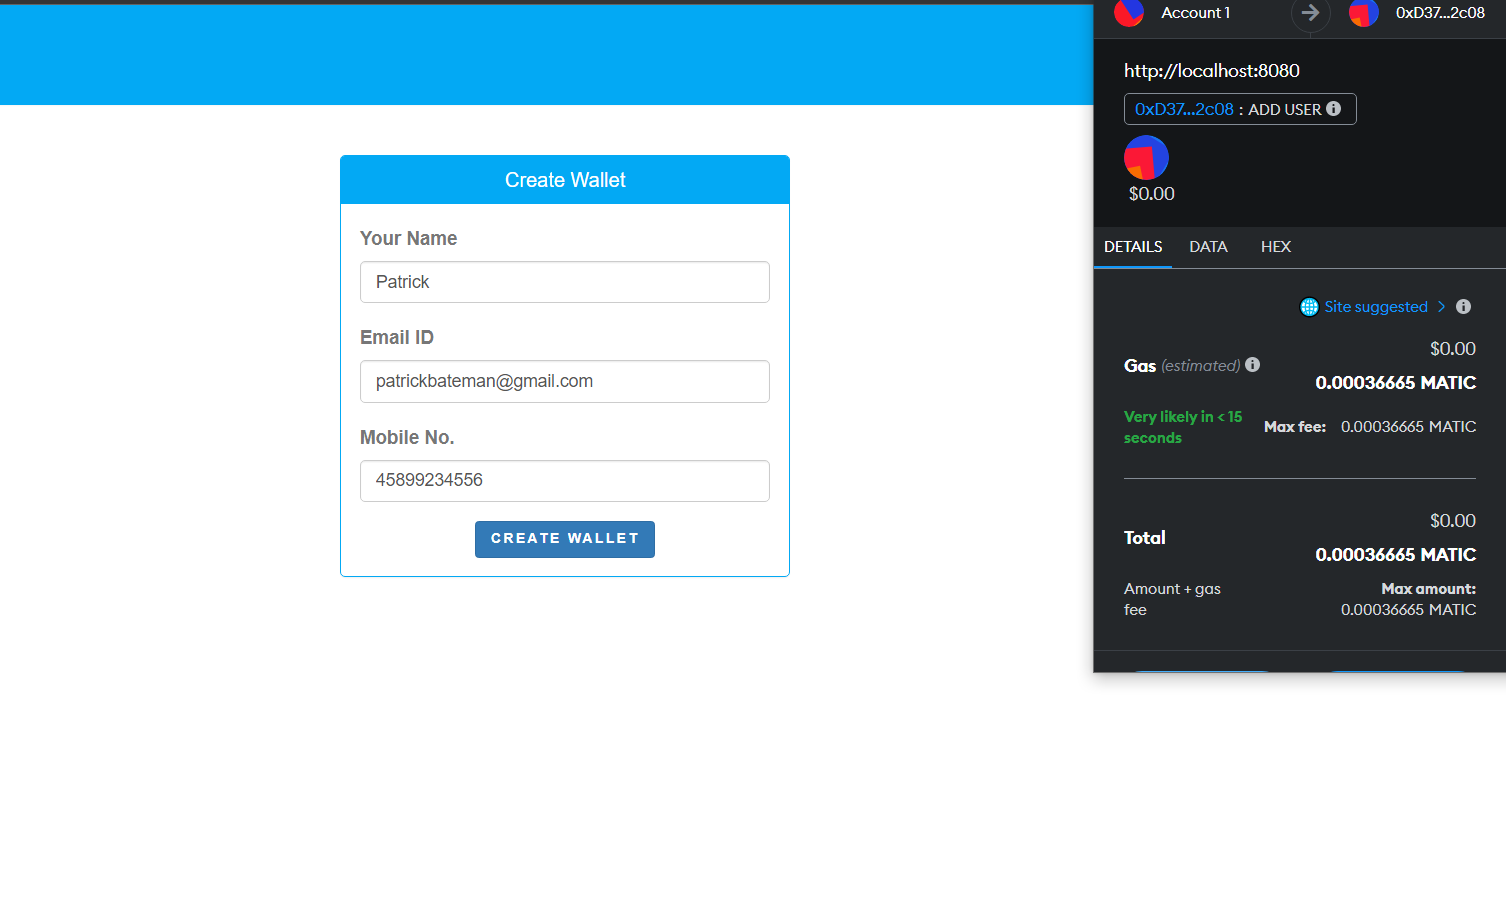 Create Wallet
Your Name
Patrick
Email ID
patrickbateman@gmail.com
Mobile No.
45899234556
CREATE WALLET
Account 1
0xD37...2c08
http://localhost:8080
0xD37...2c08 : ADD USER
$0.00
DETAILS DATA HEX
Site suggested
$0.00
Gas (estimated)
0.00036665 MATIC
Very likely in < 15
seconds
Max fee: 0.00036665 MATIC
$0.00
Total
0.00036665 MATIC
Amount + gas
fee
Max amount:
0.00036665 MATIC